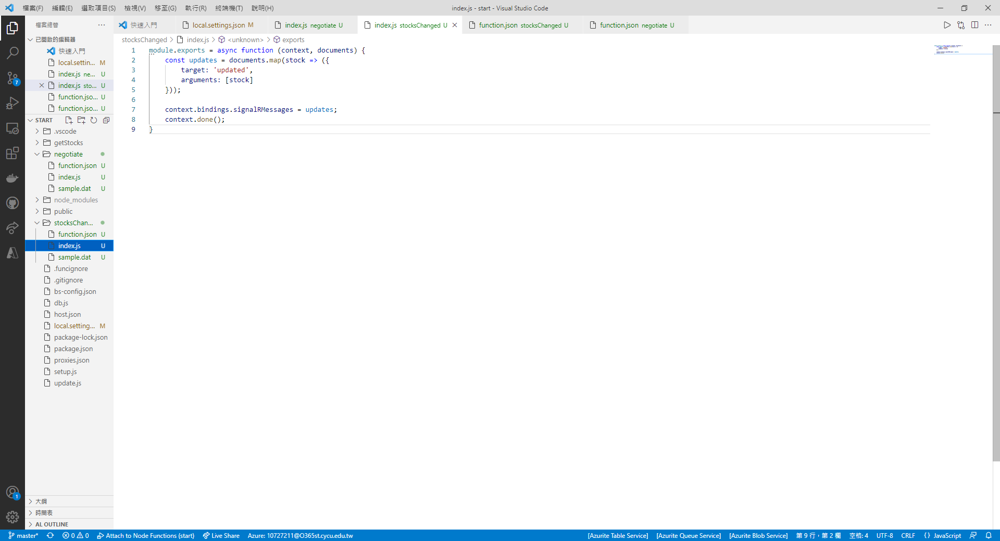 檔案(F) 編輯(E) 選取項目(S) 檢視(V) 移至(G) 執行(R) 終端機(T) 說明(H) index.js - start - Visual Studio Code
檔案總管 ···
快速入門 local.settings.json M index.js negotiate U index.js stocksChanged U function.json stocksChanged U function.json negotiate U
stocksChanged > index.js > <unknown> > exports
已開啟的編輯器
快速入門
local.settin... M
index.js ne... U
index.js sto... U
function.jso... U
function.jso... U
START
.vscode
getStocks
negotiate
function.json U
index.js U
sample.dat U
node_modules
public
stocksChan...
function.json U
index.js U
sample.dat U
.funcignore
.gitignore
bs-config.json
db.js
host.json
local.setting... M
package-lock.json
package.json
proxies.json
setup.js
update.js
大綱
時間表
AL OUTLINE
7
1
1 module.exports = async function (context, documents) {
2 const updates = documents.map(stock => ({
3 target: 'updated',
4 arguments: [stock]
5 }));
6
7 context.bindings.signalRMessages = updates;
8 context.done();
9 }
master* 0 0 Attach to Node Functions (start) Live Share Azure: 10727211@O365st.cycu.edu.tw [Azurite Table Service] [Azurite Queue Service] [Azurite Blob Service] 第 9 行，第 2 欄 空格: 4 UTF-8 CRLF {} JavaScript